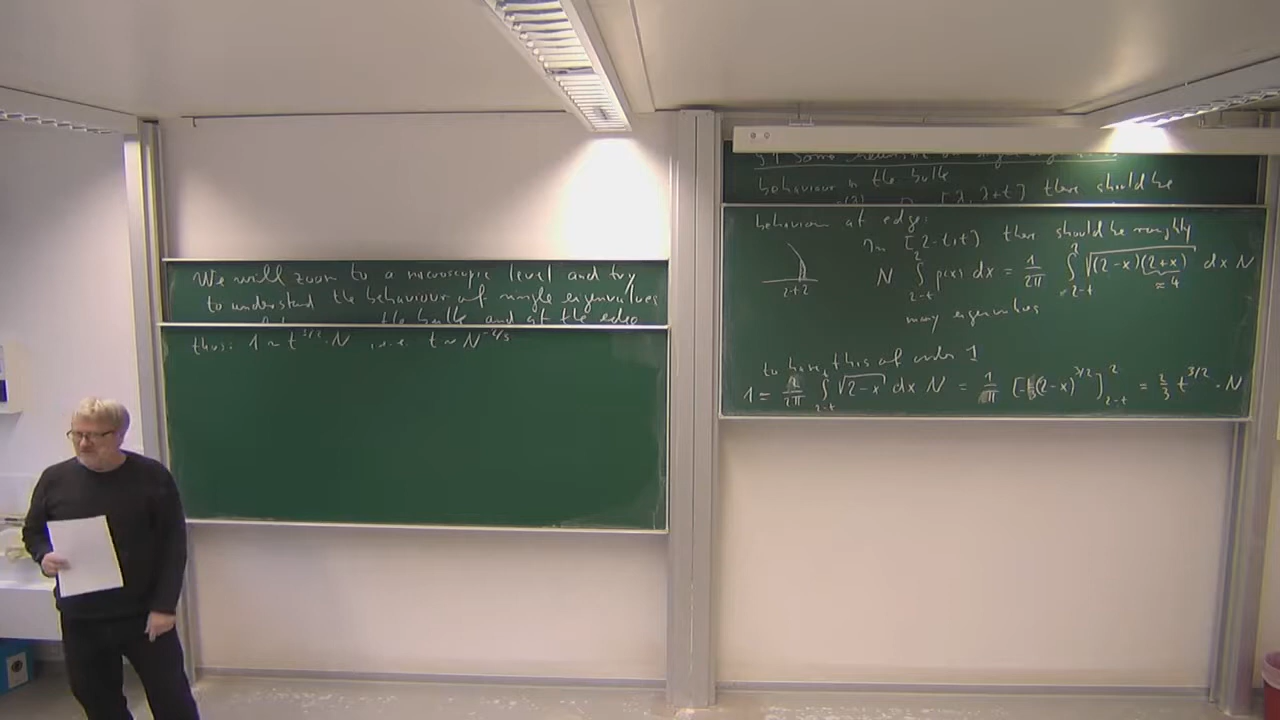 We will zoom to a microscopic level and try
to understand the behaviour of single eigenvalues
the bulk and at the edge
thus: 1 ~ t^{3/2} · N , i.e. t ~ N^{-2/3}
behaviour in the bulk
[λ, λ+t] there should be
behaviour at edge:
In [2-t, t) there should be roughly
N ∫_{2-t}^{2} p(x) dx = 1/2π ∫_{2-t}^{2} √((2-x)(2+x)) dx N
≈ 4
2+2
many eigenvalues
to have this of order 1
1 = 2/2π ∫_{2-t} √(2-x) dx N = 1/π [-(2-x)^{3/2}]_{2-t}^{2} = 2/3 t^{3/2} · N